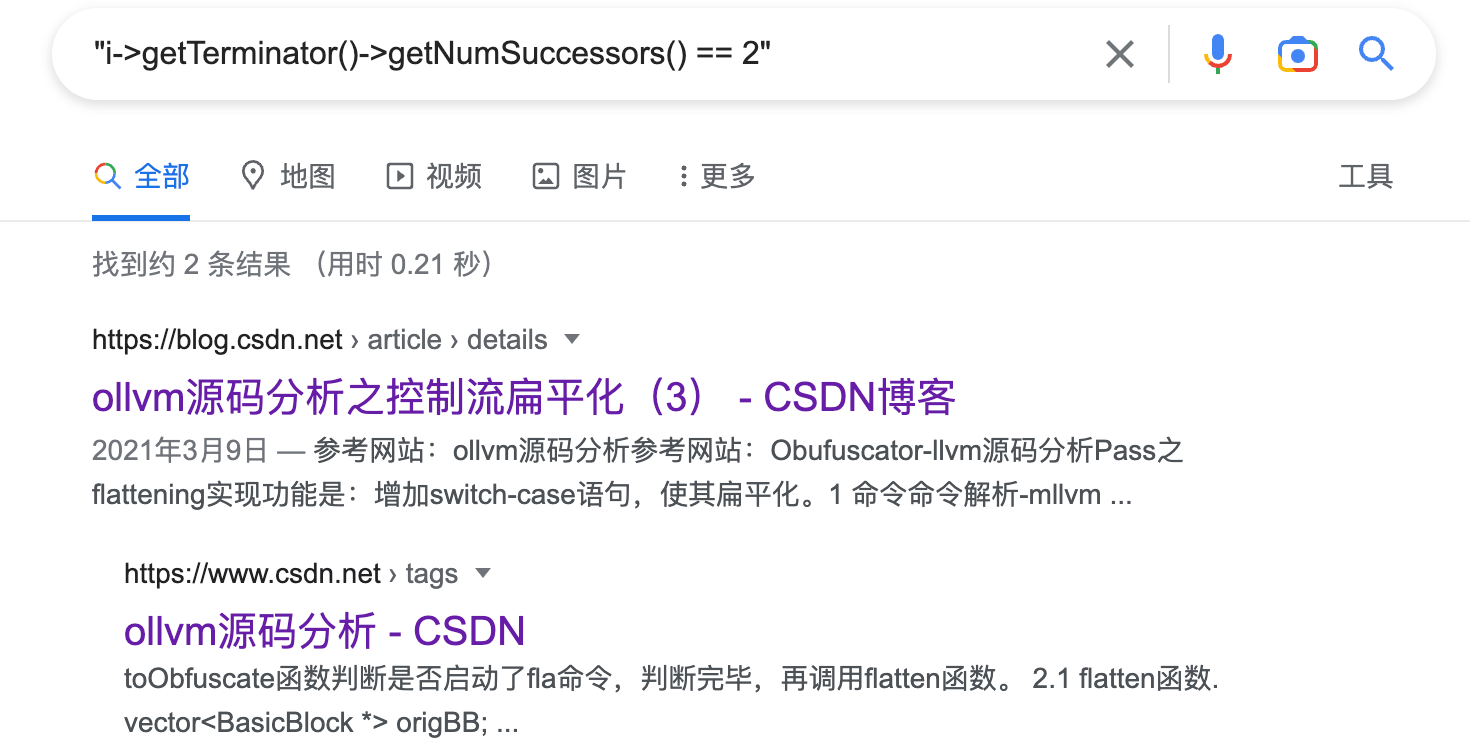 "i->getTerminator()->getNumSuccessors() == 2"
全部 地图 视频 图片 更多 工具
找到约 2 条结果 （用时 0.21 秒）
https://blog.csdn.net › article › details
ollvm源码分析之控制流扁平化（3） - CSDN博客
2021年3月9日 — 参考网站：ollvm源码分析参考网站：Obufuscator-llvm源码分析Pass之
flattening实现功能是：增加switch-case语句，使其扁平化。1 命令命令解析-mllvm ...
https://www.csdn.net › tags
ollvm源码分析 - CSDN
toObfuscate函数判断是否启动了fla命令，判断完毕，再调用flatten函数。 2.1 flatten函数.
vector<BasicBlock *> origBB; ...